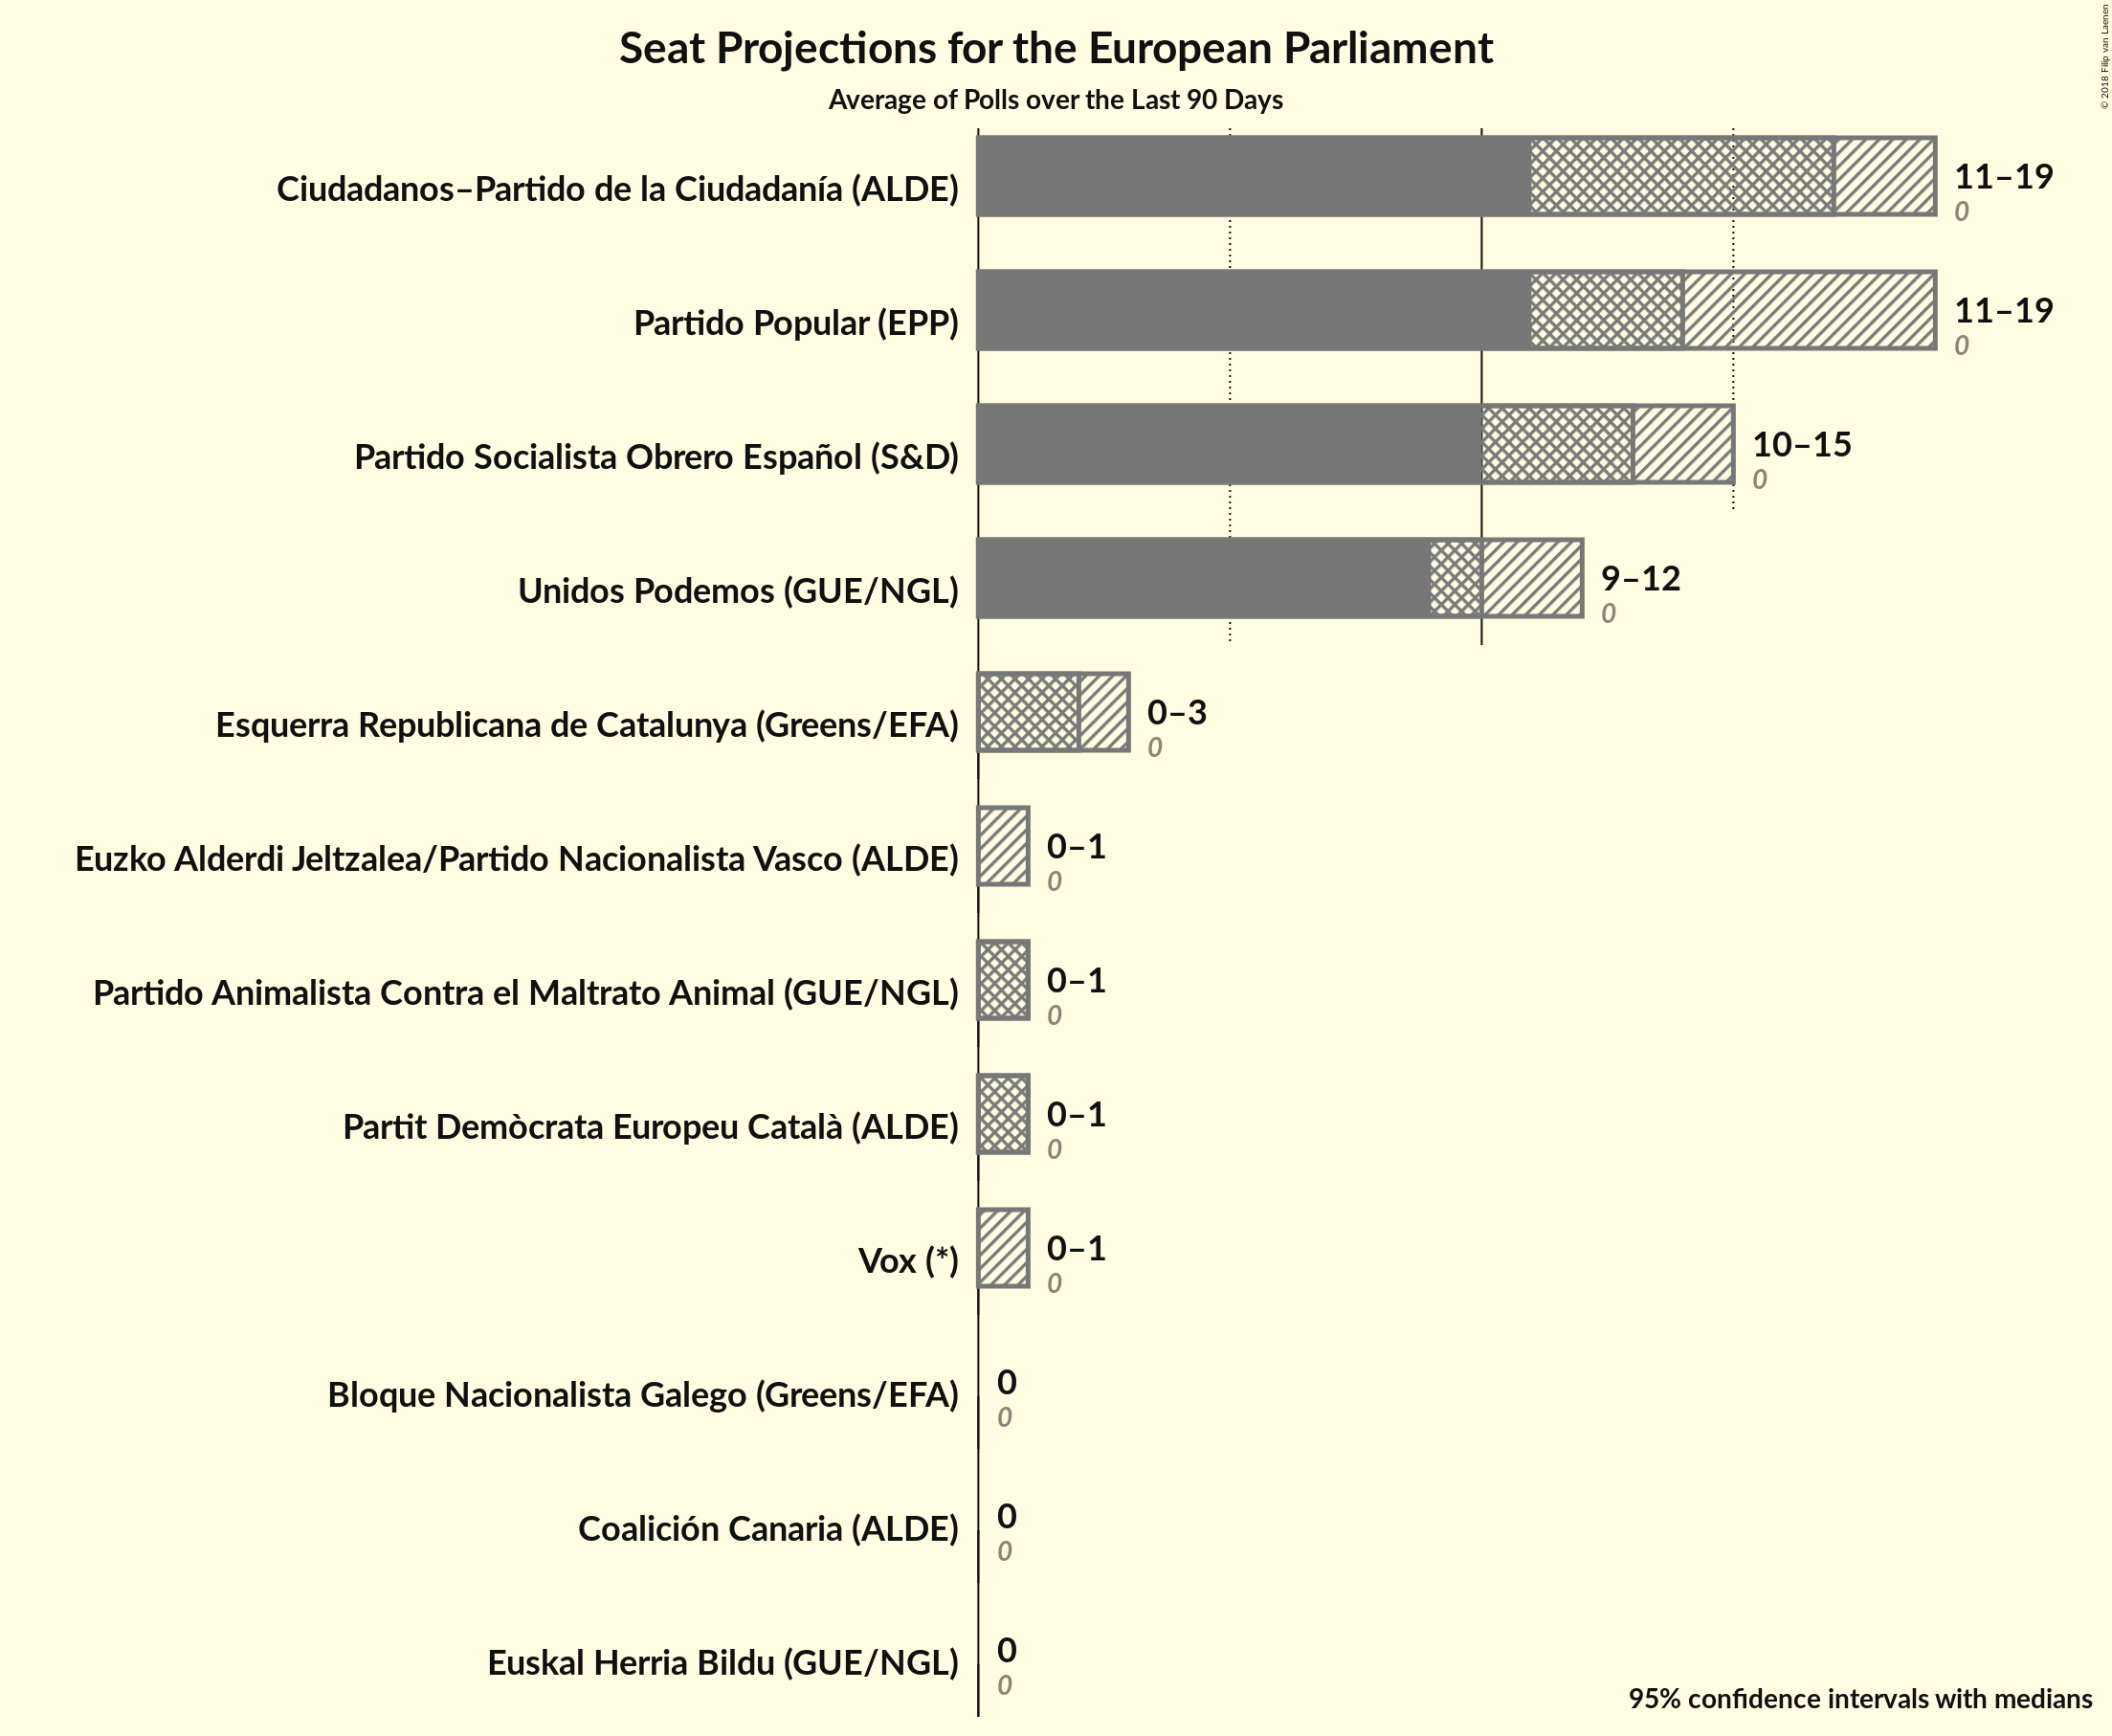 Seat Projections for the European Parliament
Average of Polls over the Last 90 Days
© 2018 Filip van Laenen
Ciudadanos–Partido de la Ciudadanía (ALDE)
11–19
0
Partido Popular (EPP)
11–19
0
Partido Socialista Obrero Español (S&D)
10–15
0
Unidos Podemos (GUE/NGL)
9–12
0
Esquerra Republicana de Catalunya (Greens/EFA)
0–3
0
Euzko Alderdi Jeltzalea/Partido Nacionalista Vasco (ALDE)
0–1
0
Partido Animalista Contra el Maltrato Animal (GUE/NGL)
0–1
0
Partit Demòcrata Europeu Català (ALDE)
0–1
0
Vox (*)
0–1
0
Bloque Nacionalista Galego (Greens/EFA)
0
0
Coalición Canaria (ALDE)
0
0
Euskal Herria Bildu (GUE/NGL)
0
0
95% confidence intervals with medians